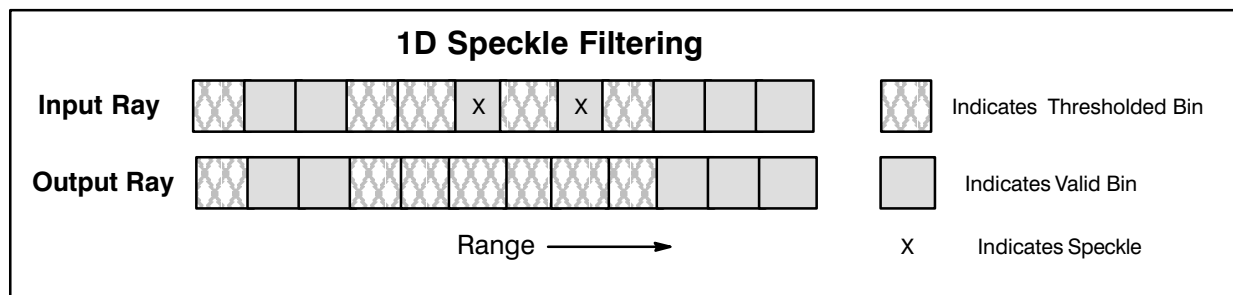 1D Speckle Filtering
Input Ray
X
X
Indicates Thresholded Bin
Output Ray
Indicates Valid Bin
Range
X
Indicates Speckle